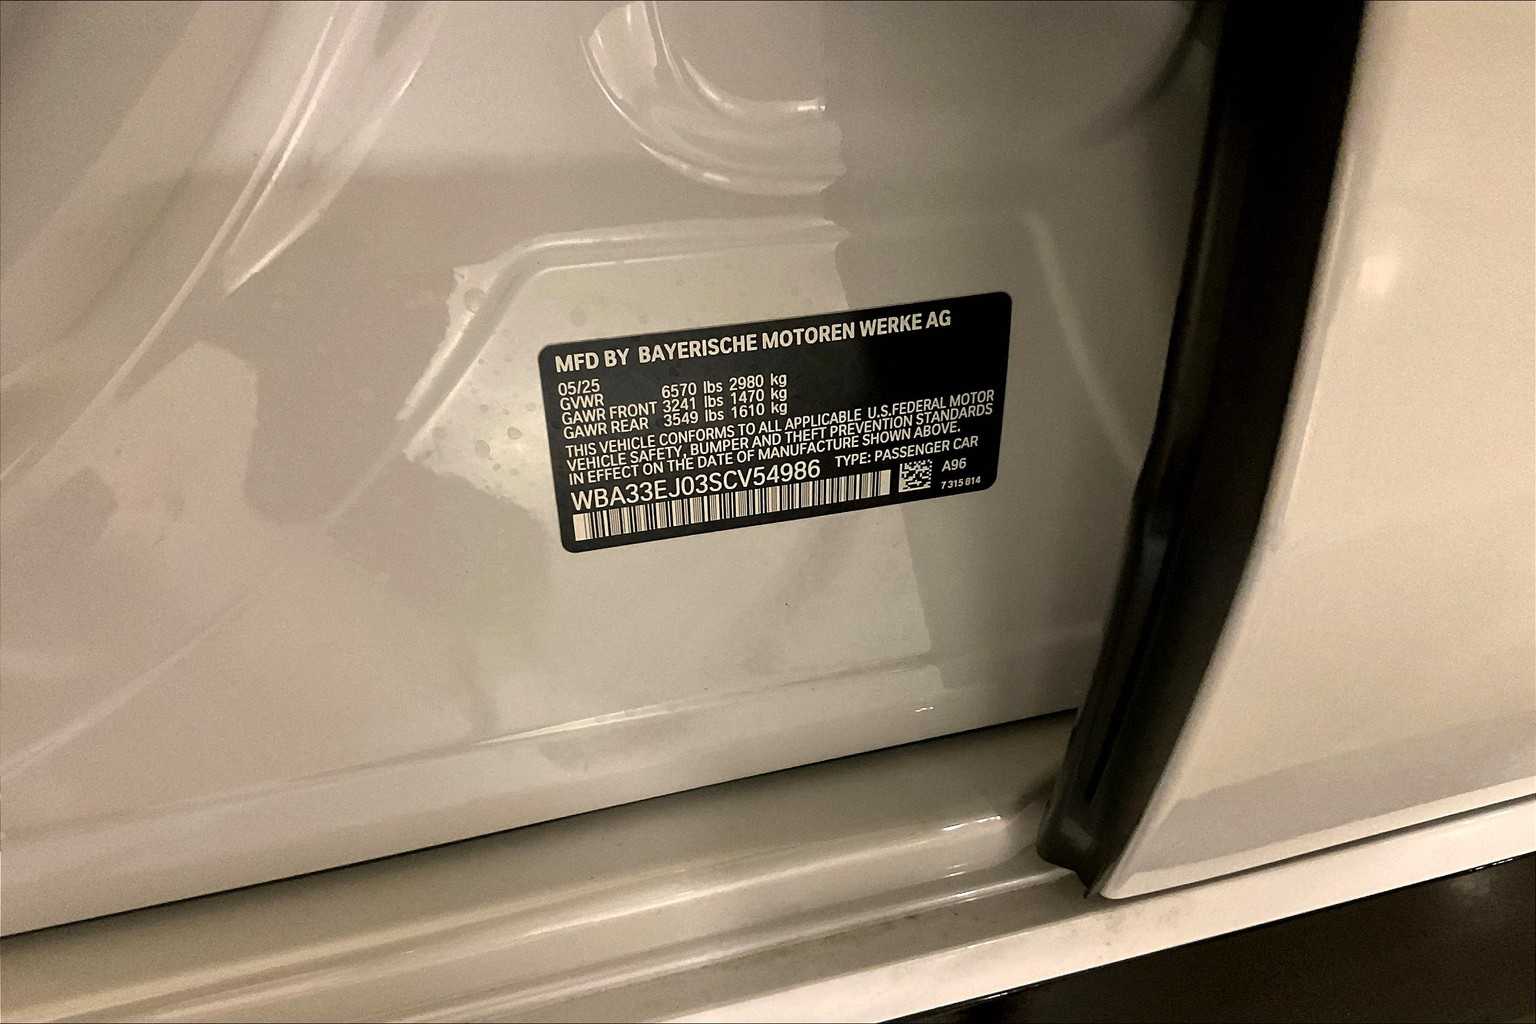 MFD BY BAYERISCHE MOTOREN WERKE AG
05/25
GVWR 6570 lbs 2980 kg
GAWR FRONT 3241 lbs 1470 kg
GAWR REAR 3549 lbs 1610 kg
THIS VEHICLE CONFORMS TO ALL APPLICABLE U.S.FEDERAL MOTOR
VEHICLE SAFETY, BUMPER AND THEFT PREVENTION STANDARDS
IN EFFECT ON THE DATE OF MANUFACTURE SHOWN ABOVE.
WBA33EJ03SCV54986 TYPE: PASSENGER CAR
A96
7 315 814